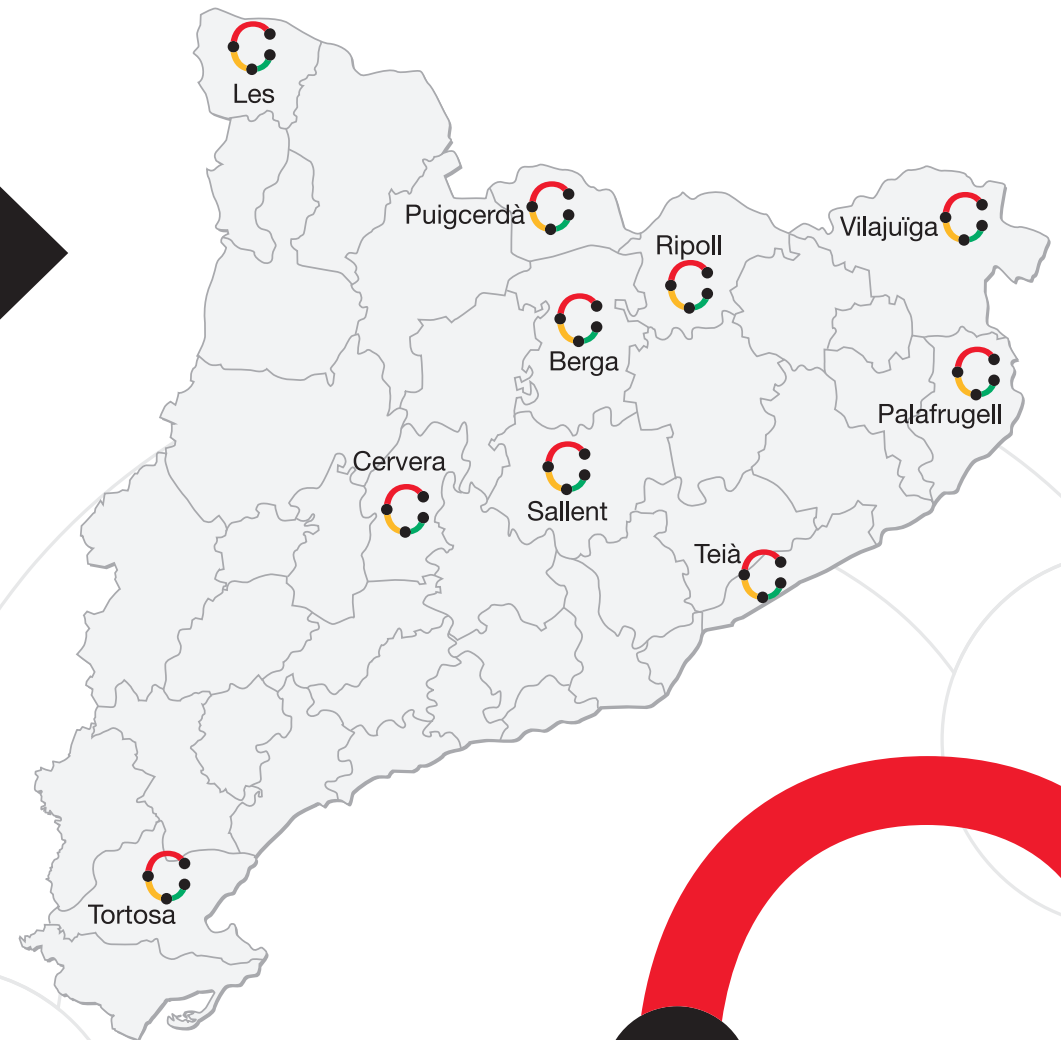 Les
Puigcerdà
Ripoll
Vilajuïga
Berga
Palafrugell
Cervera
Sallent
Teià
Tortosa